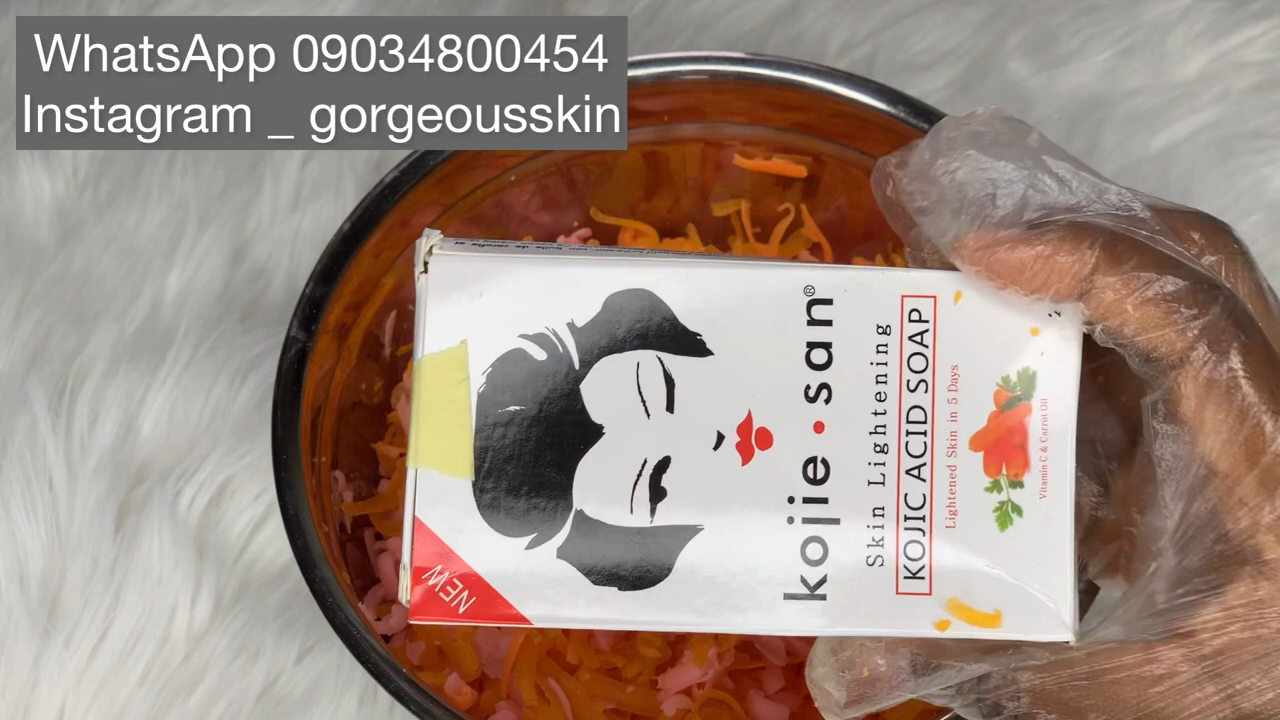 WhatsApp 09034800454
Instagram _ gorgeousskin
kojie·san®
Skin Lightening
KOJIC ACID SOAP
Lightened Skin in 5 Days
Vitamin C & Carrot Oil
NEW